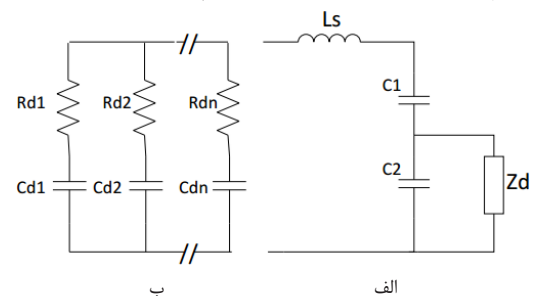 Ls
C1
Rd1 Rd2 Rdn
C2
Zd
Cd1 Cd2 Cdn
ب الف